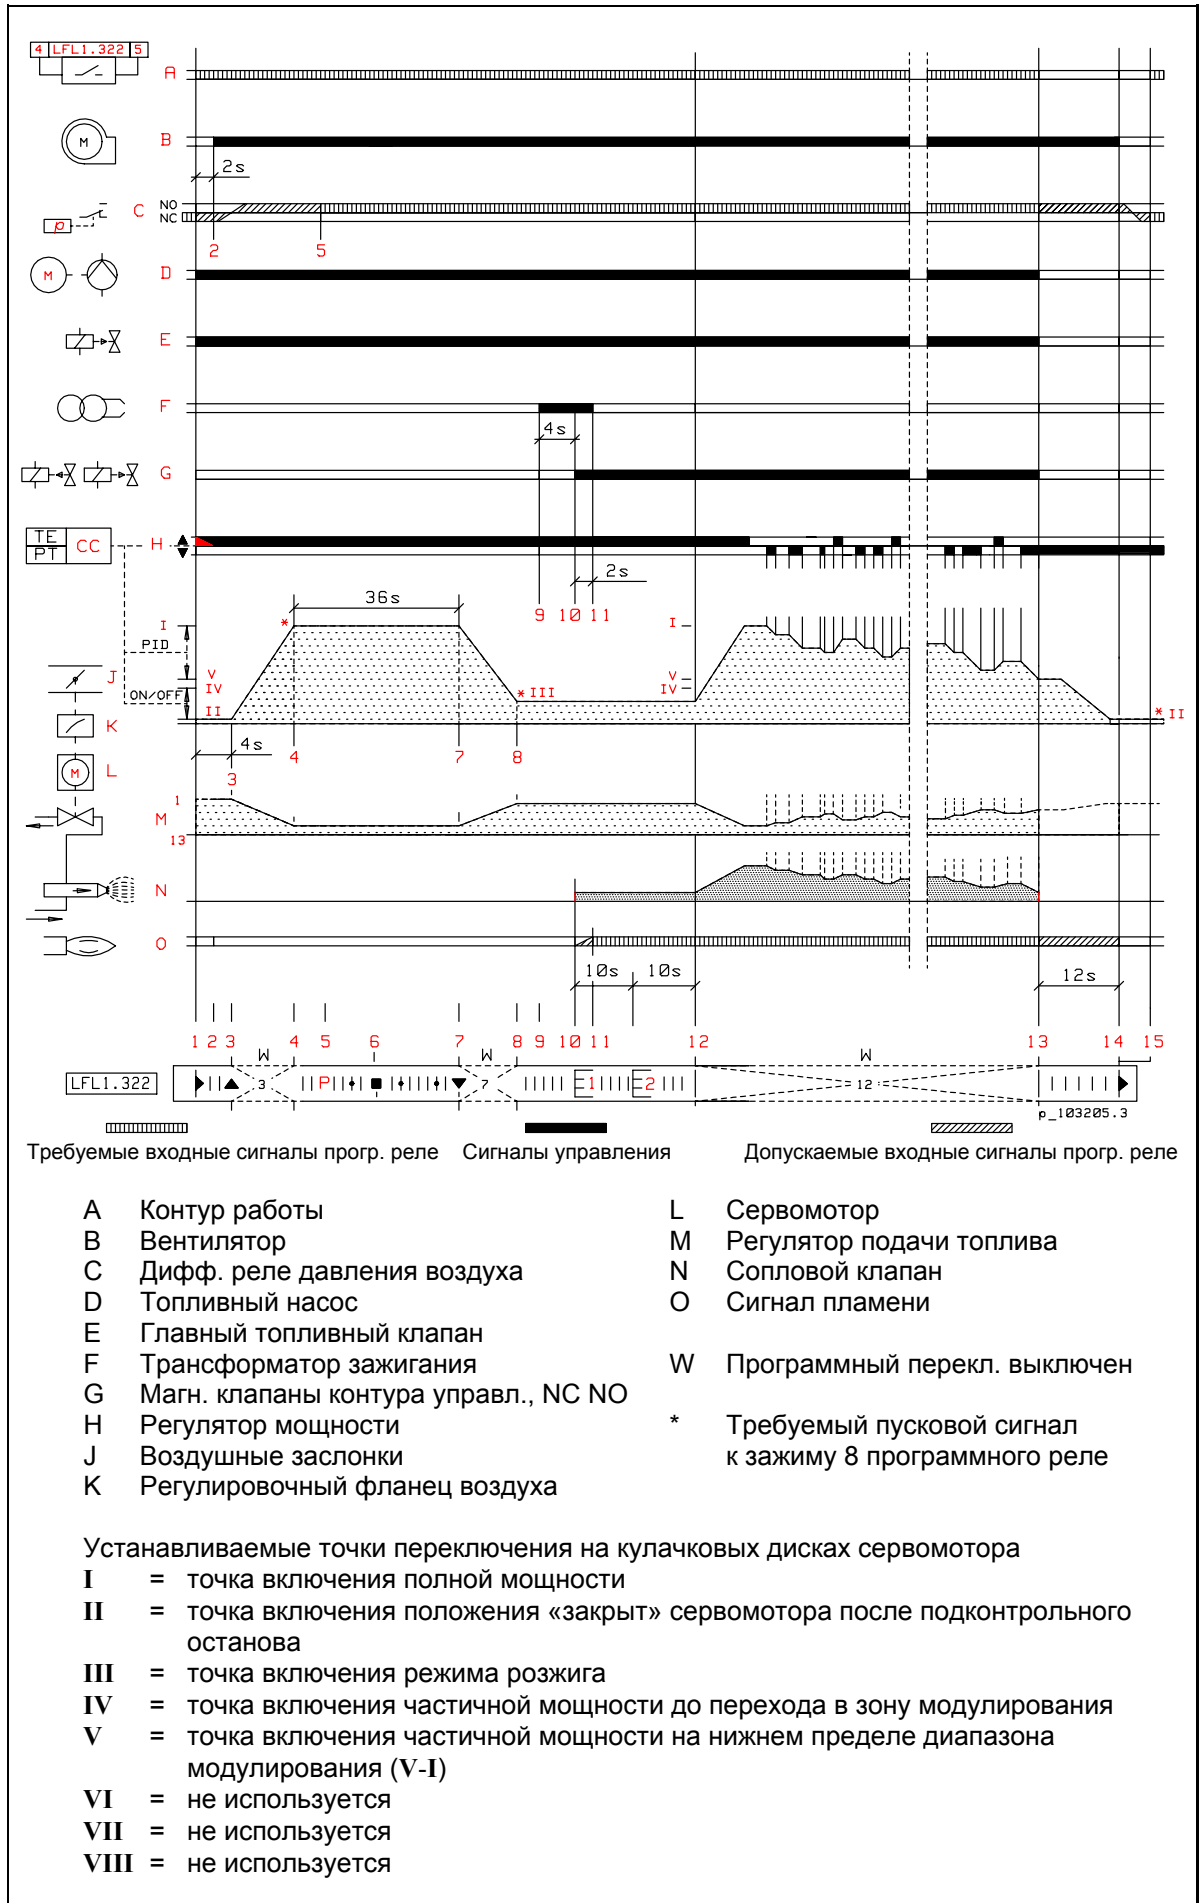 4 LFL1.322 5
A
M
B
2s
NO
C
NC
p
2 5
M
D
E
F
4s
G
TE
PT
CC
H
2s
36s
9 10 11
I
*
I
PID
V
IV
V
IV
J
ON/OFF
* III
II
* II
K
4s
4 7 8
3
M
L
1
M
13
N
O
10s 10s 12s
1 2 3 4 5 6 7 8 9 10 11 12 13 14 15
W W W
LFL1.322
3 P 7 1 2 12
p_103205.3
Требуемые входные сигналы прогр. реле Сигналы управления Допускаемые входные сигналы прогр. реле
A Контур работы
B Вентилятор
C Дифф. реле давления воздуха
D Топливный насос
E Главный топливный клапан
F Трансформатор зажигания
G Магн. клапаны контура управл., NC NO
H Регулятор мощности
J Воздушные заслонки
K Регулировочный фланец воздуха
L Сервомотор
M Регулятор подачи топлива
N Сопловой клапан
O Сигнал пламени
W Программный перекл. выключен
* Требуемый пусковой сигнал
к зажиму 8 программного реле
Устанавливаемые точки переключения на кулачковых дисках сервомотора
I = точка включения полной мощности
II = точка включения положения «закрыт» сервомотора после подконтрольного
останова
III = точка включения режима розжига
IV = точка включения частичной мощности до перехода в зону модулирования
V = точка включения частичной мощности на нижнем пределе диапазона
модулирования (V-I)
VI = не используется
VII = не используется
VIII = не используется